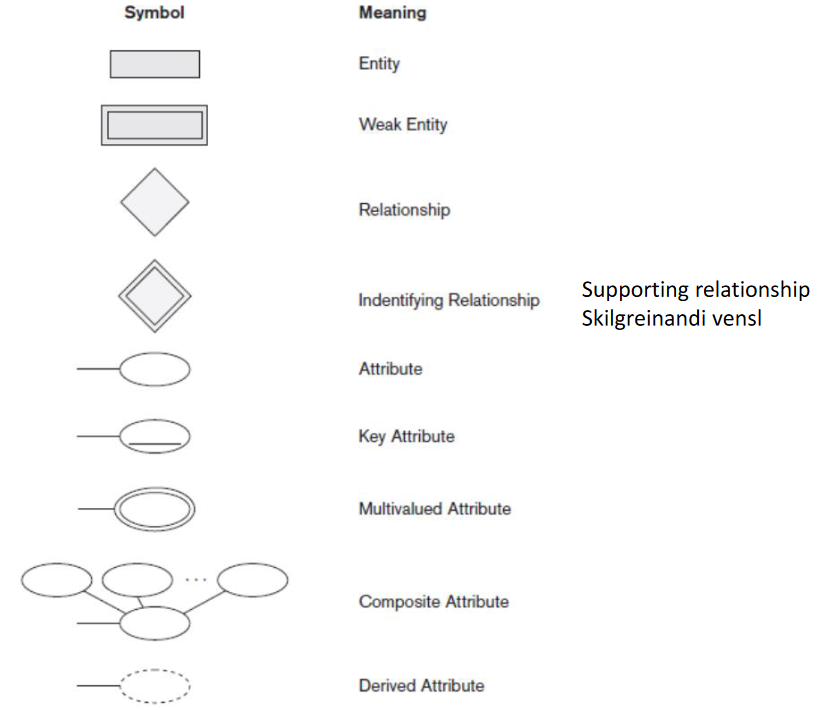 Symbol Meaning
Entity
Weak Entity
Relationship
Indentifying Relationship
Supporting relationship
Skilgreinandi vensl
Attribute
Key Attribute
Multivalued Attribute
Composite Attribute
Derived Attribute